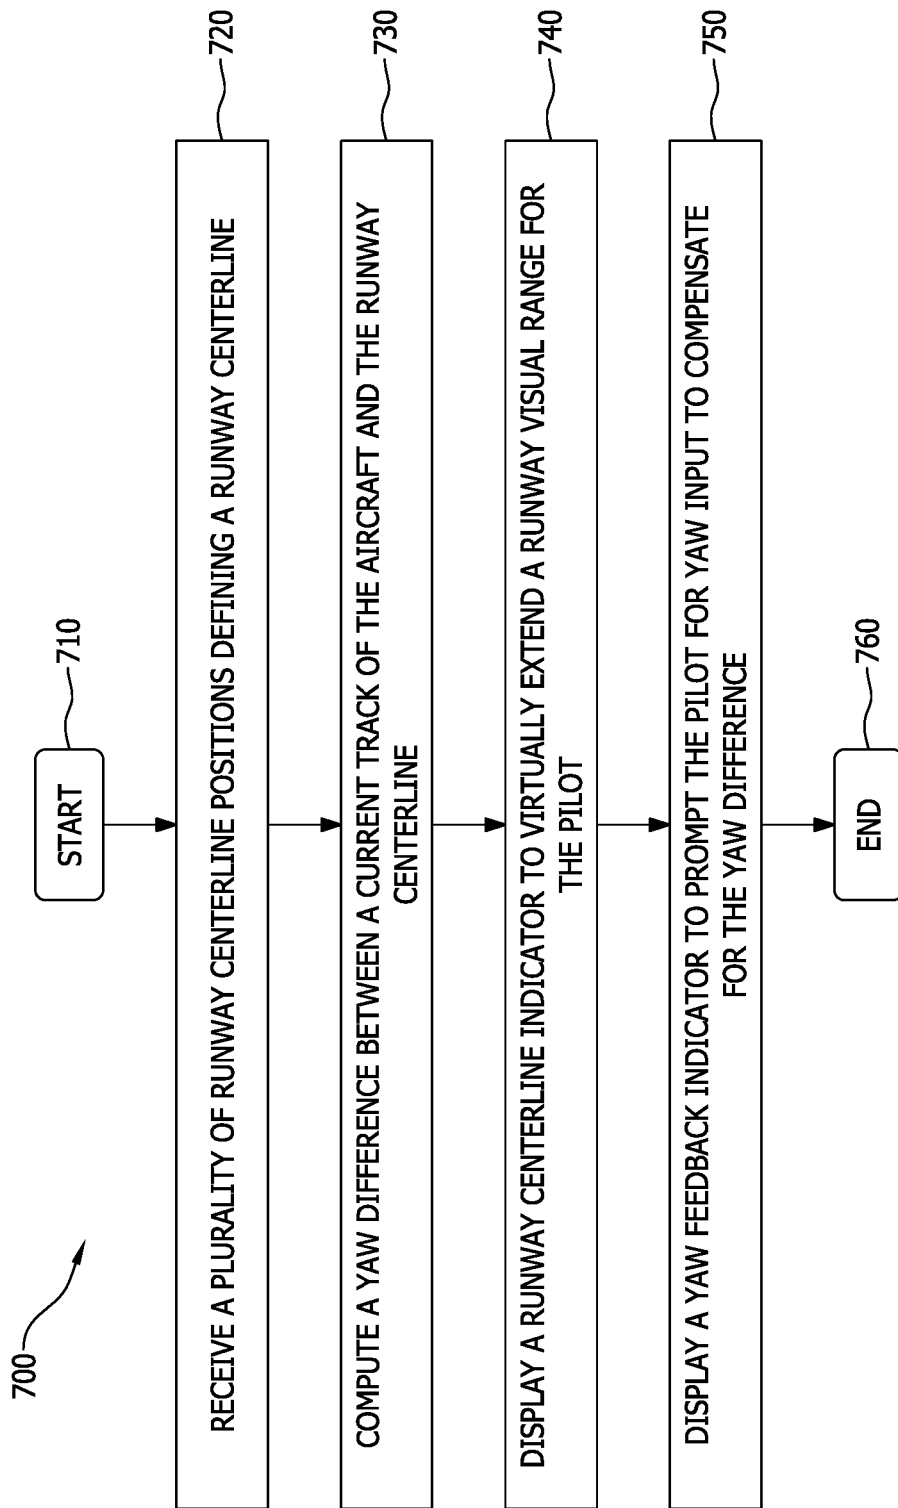 700
START
710
RECEIVE A PLURALITY OF RUNWAY CENTERLINE POSITIONS DEFINING A RUNWAY CENTERLINE
720
COMPUTE A YAW DIFFERENCE BETWEEN A CURRENT TRACK OF THE AIRCRAFT AND THE RUNWAY
CENTERLINE
730
DISPLAY A RUNWAY CENTERLINE INDICATOR TO VIRTUALLY EXTEND A RUNWAY VISUAL RANGE FOR
THE PILOT
740
DISPLAY A YAW FEEDBACK INDICATOR TO PROMPT THE PILOT FOR YAW INPUT TO COMPENSATE
FOR THE YAW DIFFERENCE
750
END
760